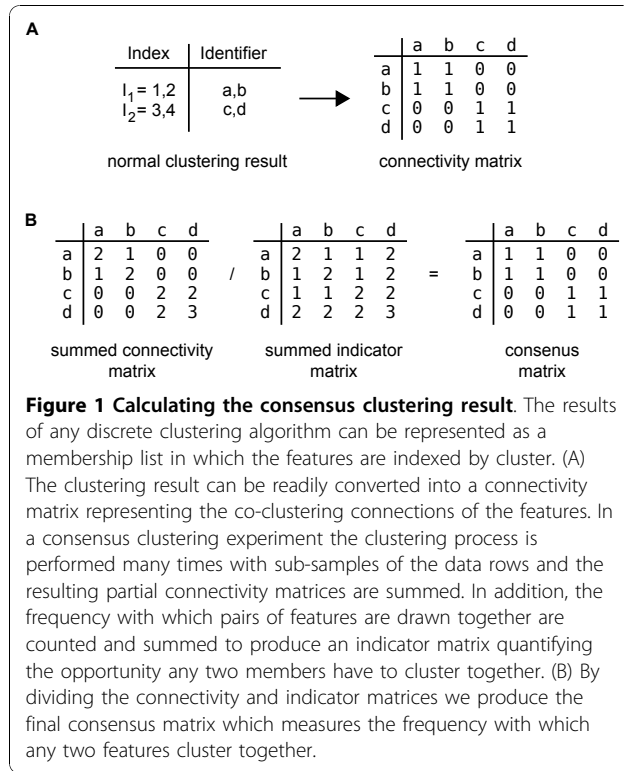 A
Index Identifier
I1 = 1,2 a,b
I2 = 3,4 c,d
normal clustering result
a b c d
a 1 1 0 0
b 1 1 0 0
c 0 0 1 1
d 0 0 1 1
connectivity matrix
B
a b c d
a 2 1 0 0
b 1 2 0 0
c 0 0 2 2
d 0 0 2 3
summed connectivity
matrix
/
a b c d
a 2 1 1 2
b 1 2 1 2
c 1 1 2 2
d 2 2 2 3
summed indicator
matrix
=
a b c d
a 1 1 0 0
b 1 1 0 0
c 0 0 1 1
d 0 0 1 1
consenus
matrix
Figure 1 Calculating the consensus clustering result. The results
of any discrete clustering algorithm can be represented as a
membership list in which the features are indexed by cluster. (A)
The clustering result can be readily converted into a connectivity
matrix representing the co-clustering connections of the features. In
a consensus clustering experiment the clustering process is
performed many times with sub-samples of the data rows and the
resulting partial connectivity matrices are summed. In addition, the
frequency with which pairs of features are drawn together are
counted and summed to produce an indicator matrix quantifying
the opportunity any two members have to cluster together. (B) By
dividing the connectivity and indicator matrices we produce the
final consensus matrix which measures the frequency with which
any two features cluster together.